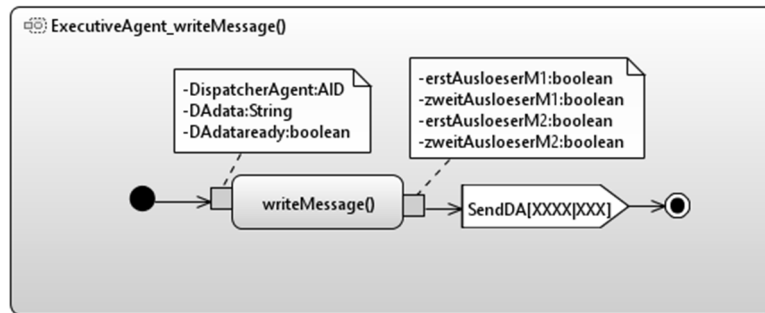 ExecutiveAgent_writeMessage()
-DispatcherAgent:AID
-DAdata:String
-DAdataready:boolean
-erstAusloeserM1:boolean
-zweitAusloeserM1:boolean
-erstAusloeserM2:boolean
-zweitAusloeserM2:boolean
writeMessage()
SendDA[XXXX|XXX]